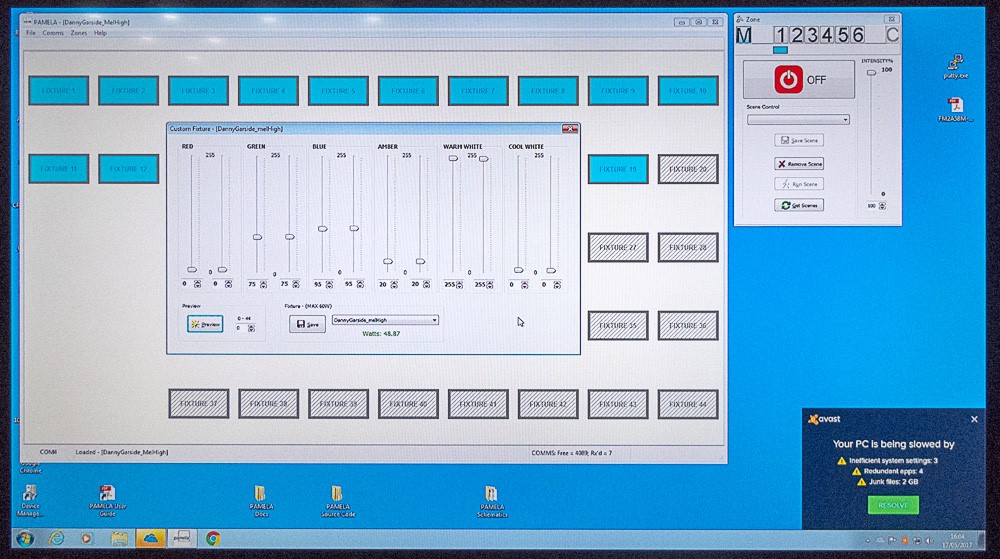 PAMELA - [DannyGarside_MelHigh]
File Comms Zones Help
FIXTURE 1 FIXTURE 2 FIXTURE 3 FIXTURE 4 FIXTURE 5 FIXTURE 6 FIXTURE 7 FIXTURE 8 FIXTURE 9 FIXTURE 10
FIXTURE 11 FIXTURE 12 FIXTURE 19 FIXTURE 20
FIXTURE 27 FIXTURE 28
FIXTURE 35 FIXTURE 36
FIXTURE 37 FIXTURE 38 FIXTURE 39 FIXTURE 40 FIXTURE 41 FIXTURE 42 FIXTURE 43 FIXTURE 44
Custom Fixture - [DannyGarside_melHigh]
RED GREEN BLUE AMBER WARM WHITE COOL WHITE
255 255 255 255 255 255
0 0 0 0 0 0
0 0 75 75 95 95 20 20 255 255 0 0
Preview
Preview
0 - 44
0
Fixture - (MAX 60W)
Save
DannyGarside_melHigh
Watts: 48.87
COM4 Loaded - [DannyGarside_MelHigh] COMMS: Free = 4089; Rx'd = 7
Zone
M 1 2 3 4 5 6 C
OFF
INTENSITY%
100
0
100
Scene Control
Save Scene
Remove Scene
Run Scene
Get Scenes
putty.exe
FM2A58M-...
avast
Your PC is being slowed by
Inefficient system settings: 3
Redundant apps: 4
Junk files: 2 GB
RESOLVE
Google
Chrome
Device
Manage...
PAMELA User
Guide
PAMELA
Docs
PAMELA
Source Code
PAMELA
Schematics
pamela
16:04
17/05/2017